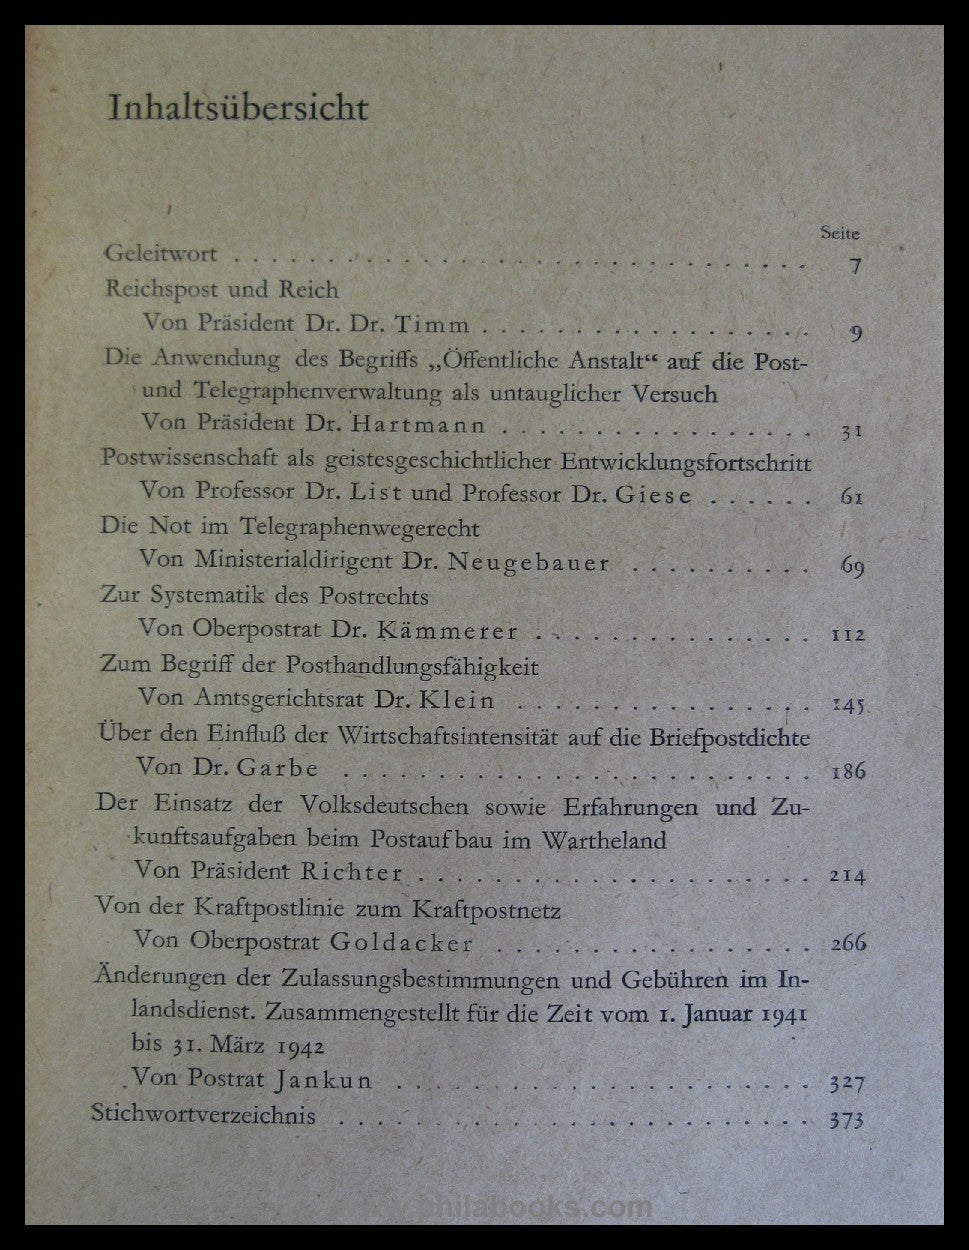 Inhaltsübersicht
Seite
Geleitwort . . . . . . . . . . . . . . . . . . . . . . . . . . . . . . 7
Reichspost und Reich
Von Präsident Dr. Dr. Timm . . . . . . . . . . . . . . . . . . 9
Die Anwendung des Begriffs „Öffentliche Anstalt“ auf die Post-
und Telegraphenverwaltung als untauglicher Versuch
Von Präsident Dr. Hartmann . . . . . . . . . . . . . . . . . 31
Postwissenschaft als geistesgeschichtlicher Entwicklungsfortschritt
Von Professor Dr. List und Professor Dr. Giese . . . . . . 61
Die Not im Telegraphenwegerecht
Von Ministerialdirigent Dr. Neugebauer . . . . . . . . . . 69
Zur Systematik des Postrechts
Von Oberpostrat Dr. Kämmerer . . . . . . . . . . . . . . . 112
Zum Begriff der Posthandlungsfähigkeit
Von Amtsgerichtsrat Dr. Klein . . . . . . . . . . . . . . . . 145
Über den Einfluß der Wirtschaftsintensität auf die Briefpostdichte
Von Dr. Garbe . . . . . . . . . . . . . . . . . . . . . . . . . 186
Der Einsatz der Volksdeutschen sowie Erfahrungen und Zu-
kunftsaufgaben beim Postaufbau im Wartheland
Von Präsident Richter . . . . . . . . . . . . . . . . . . . . . 214
Von der Kraftpostlinie zum Kraftpostnetz
Von Oberpostrat Goldacker . . . . . . . . . . . . . . . . . 266
Änderungen der Zulassungsbestimmungen und Gebühren im In-
landsdienst. Zusammengestellt für die Zeit vom 1. Januar 1941
bis 31. März 1942
Von Postrat Jankun . . . . . . . . . . . . . . . . . . . . . . 327
Stichwortverzeichnis . . . . . . . . . . . . . . . . . . . . . . . . . 373
www.philabooks.com